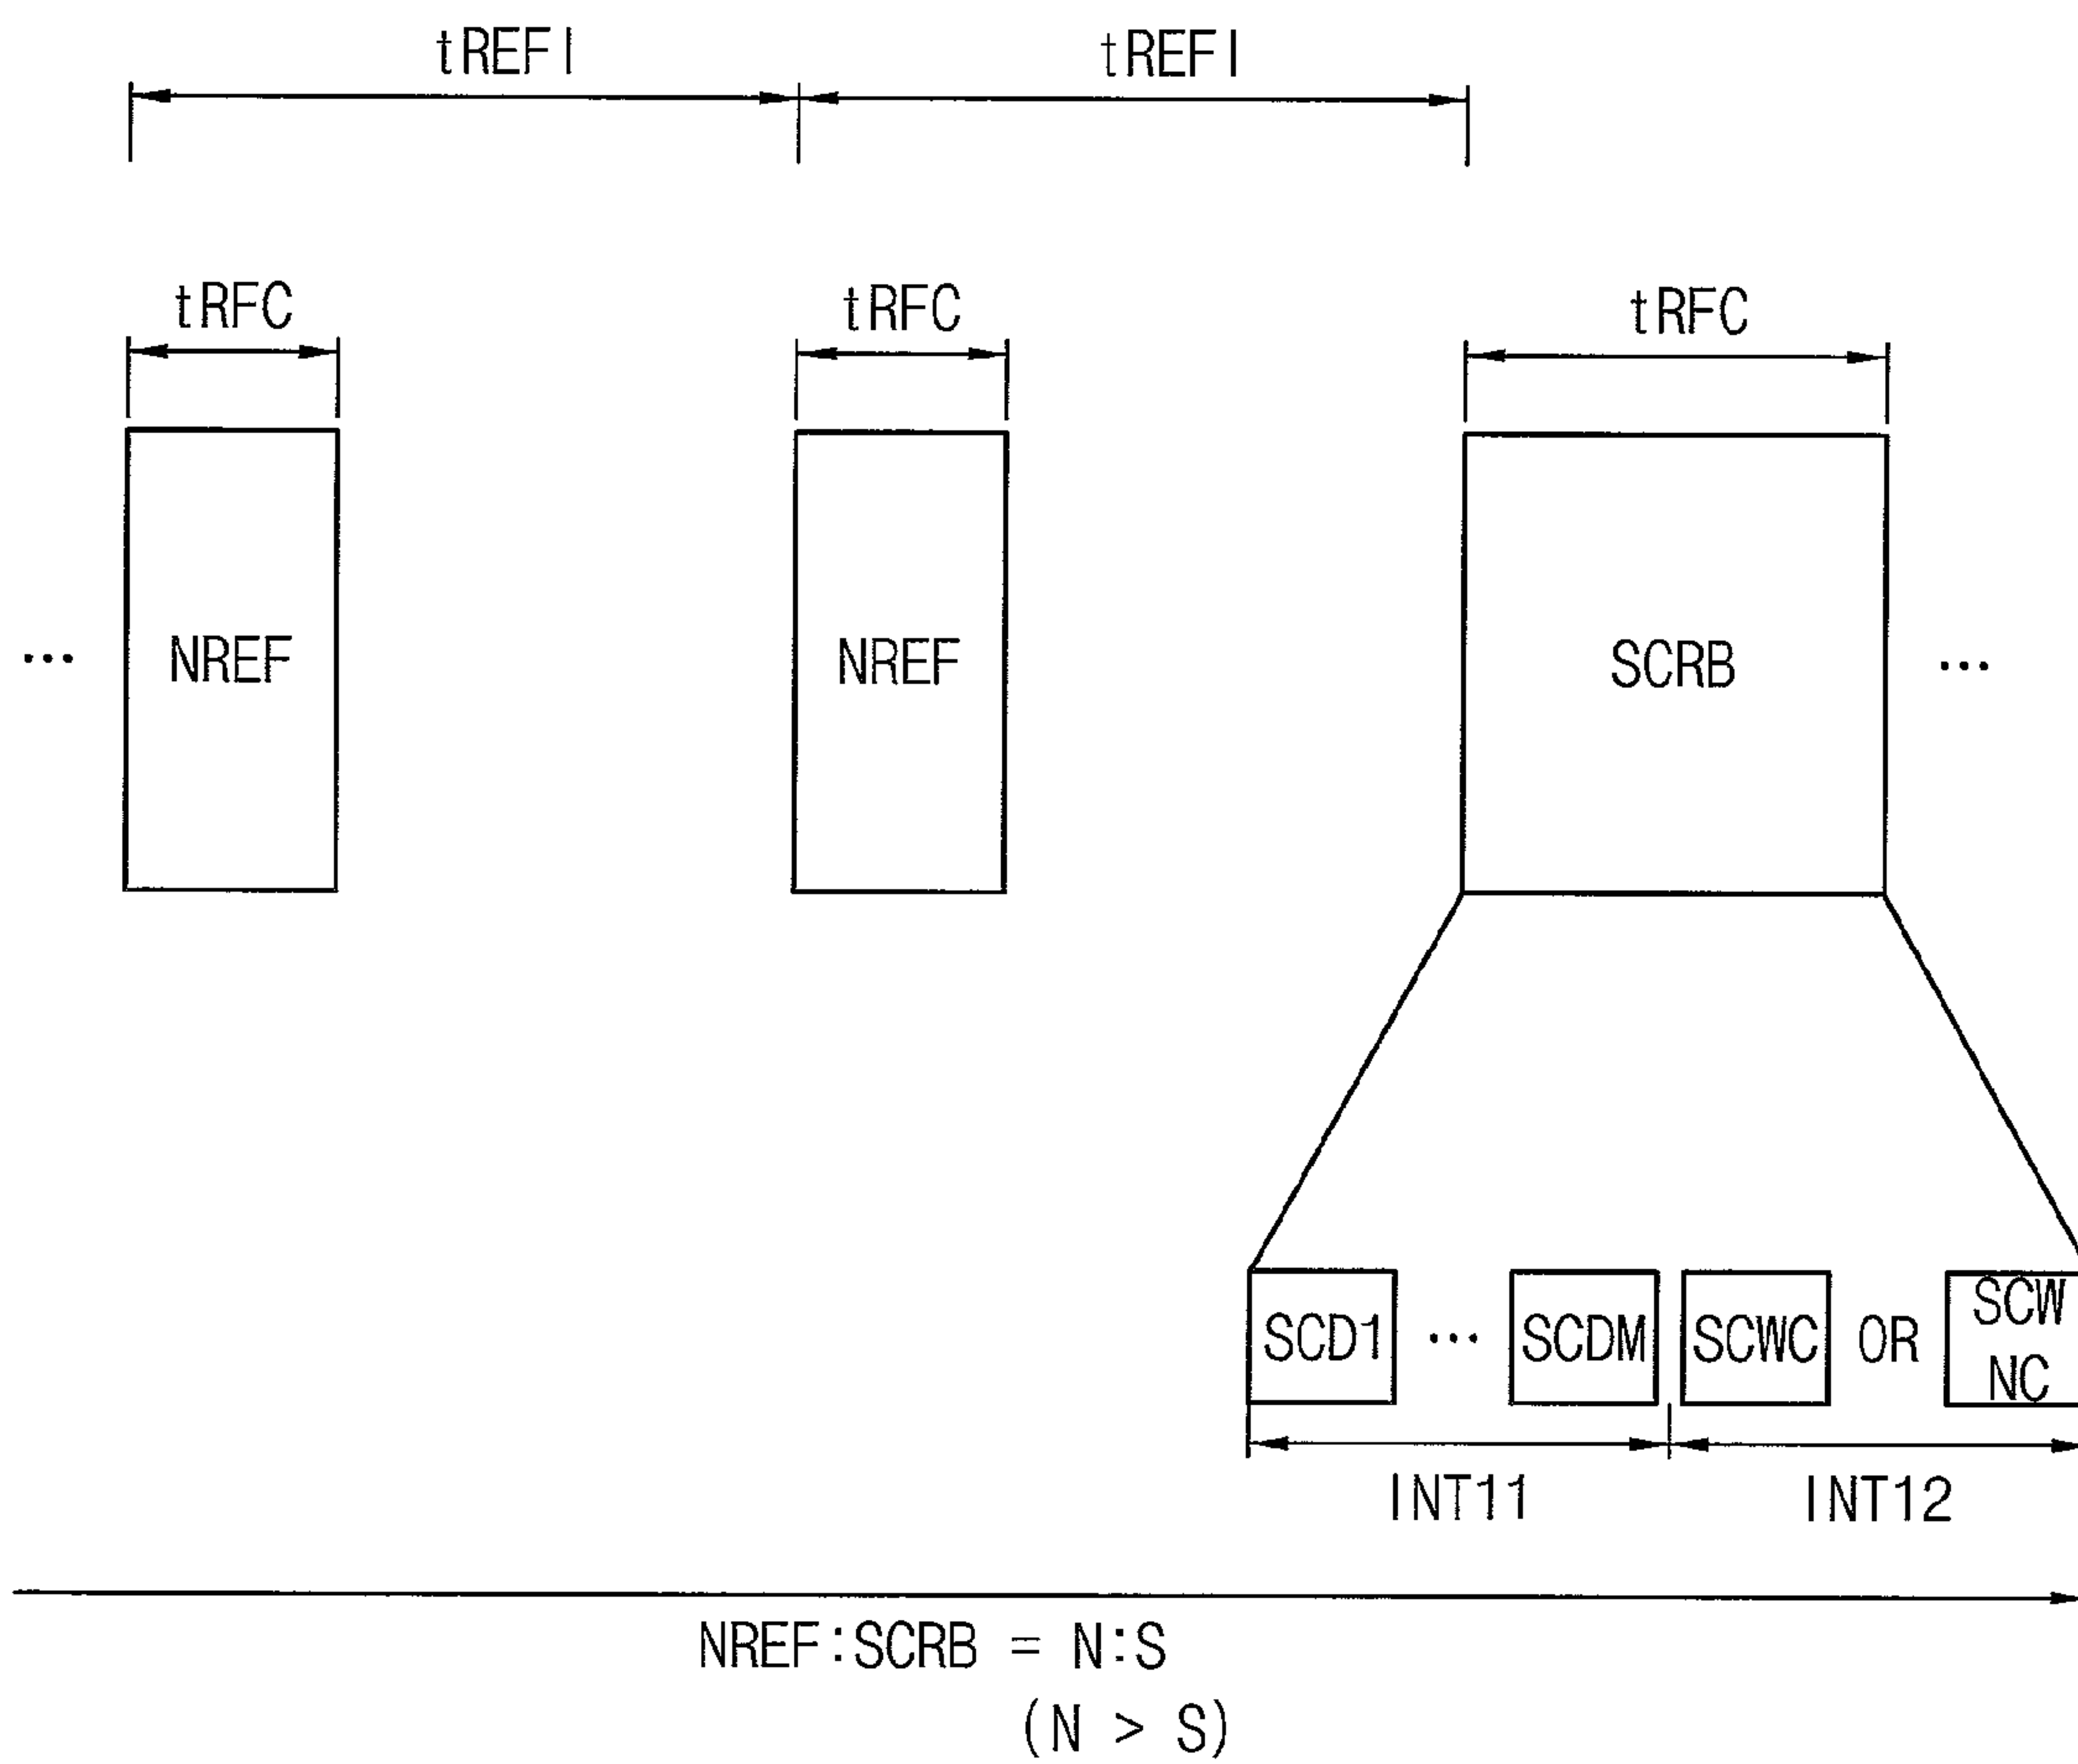 tREFI tREFI
tRFC tRFC tRFC
... NREF NREF SCRB ...
SCD1 ... SCDM SCWC OR SCW
NC
INT11 INT12
NREF:SCRB = N:S
(N > S)